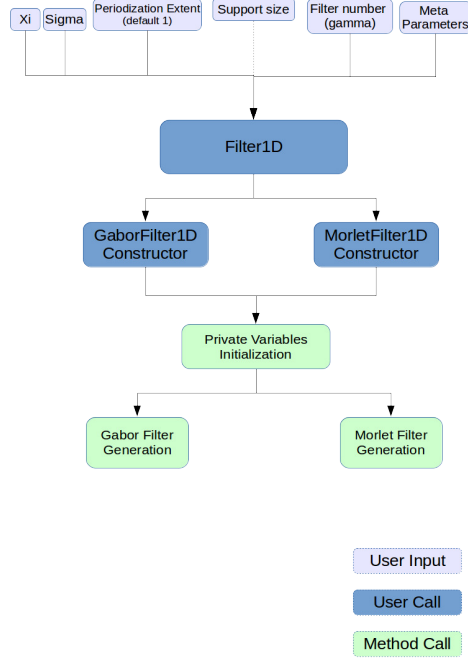 Xi
Sigma
Periodization Extent
(default 1)
Support size
Filter number
(gamma)
Meta
Parameters
Filter1D
GaborFilter1D
Constructor
MorletFilter1D
Constructor
Private Variables
Initialization
Gabor Filter
Generation
Morlet Filter
Generation
User Input
User Call
Method Call